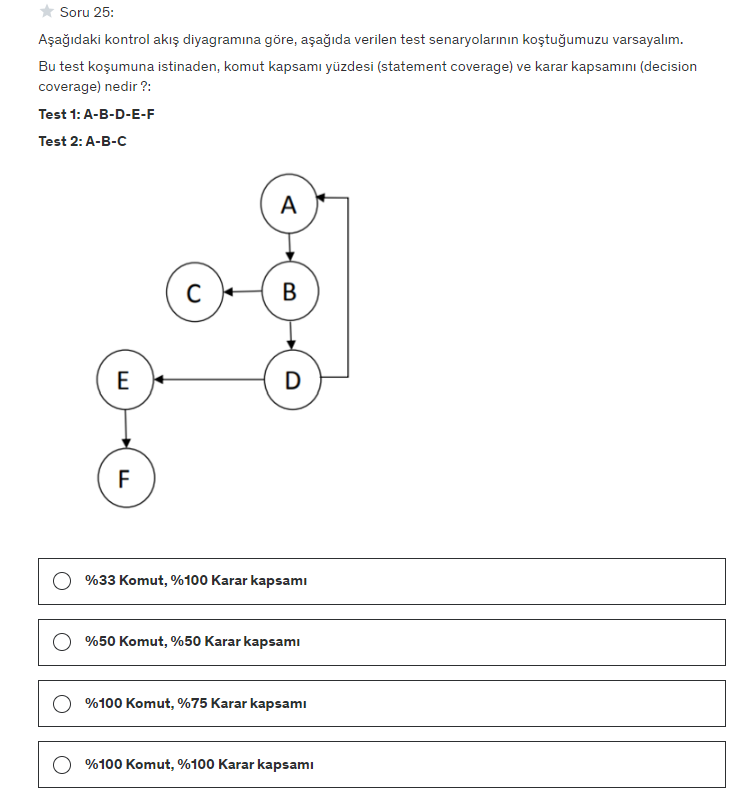 Soru 25:
Aşağıdaki kontrol akış diyagramına göre, aşağıda verilen test senaryolarının koştuğumuzu varsayalım.
Bu test koşumuna istinaden, komut kapsamı yüzdesi (statement coverage) ve karar kapsamını (decision
coverage) nedir ?:
Test 1: A-B-D-E-F
Test 2: A-B-C
A
C
B
E
D
F
%33 Komut, %100 Karar kapsamı
%50 Komut, %50 Karar kapsamı
%100 Komut, %75 Karar kapsamı
%100 Komut, %100 Karar kapsamı